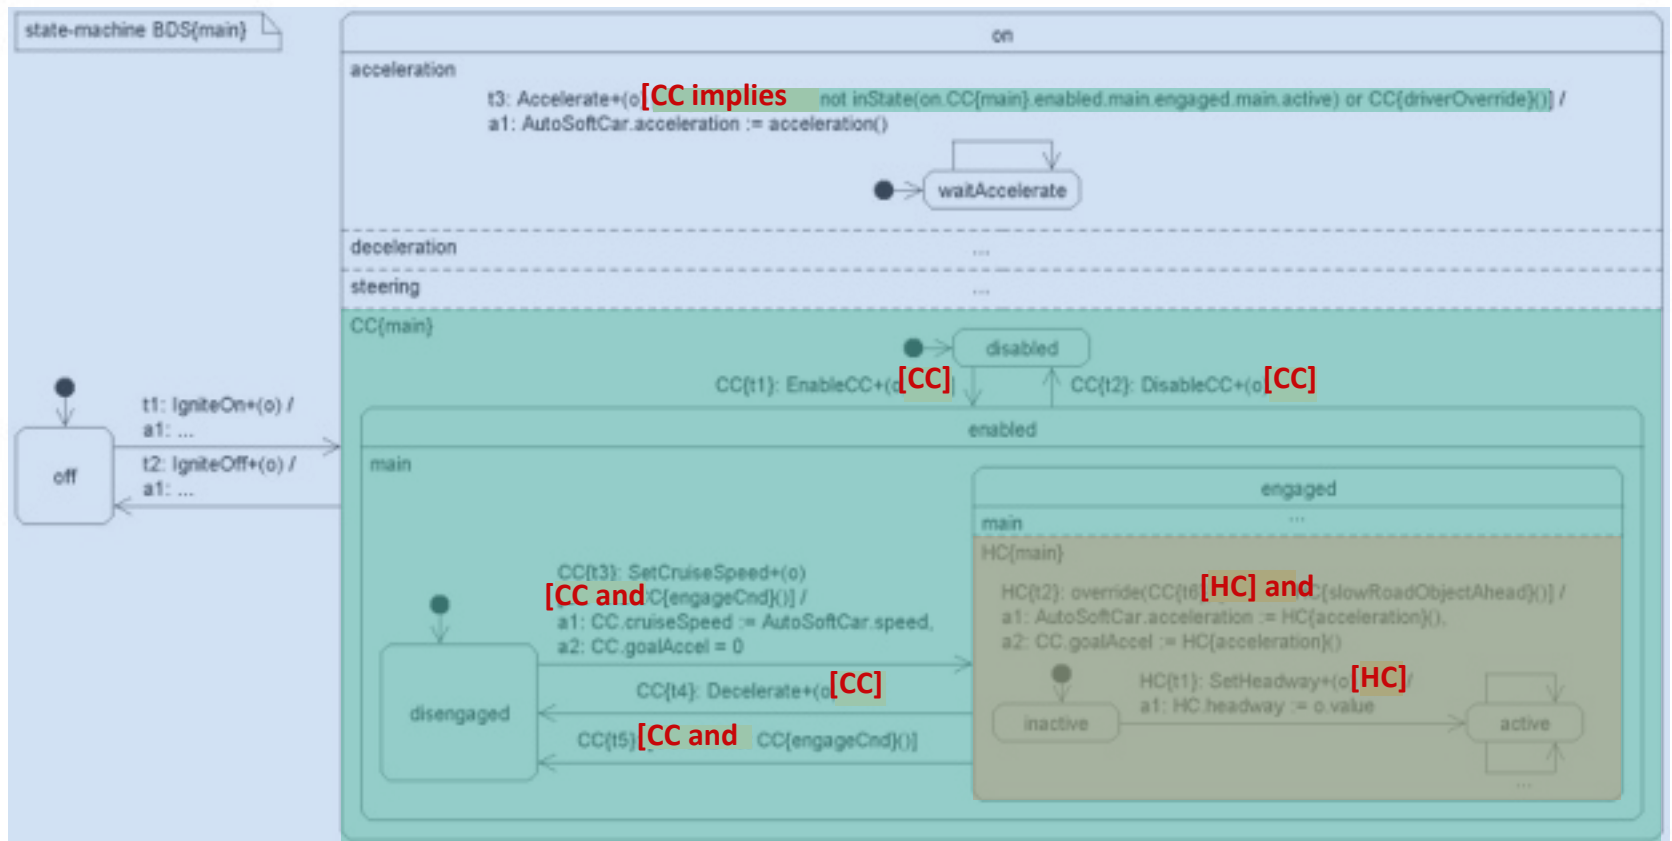 state-machine BDS{main}
on
acceleration
t3: Accelerate+(o) [CC implies not inState(on.CC{main}.enabled.main.engaged.main.active) or CC{driverOverride}()] /
a1: AutoSoftCar.acceleration := acceleration()
waitAccelerate
deceleration
...
steering
...
CC{main}
disabled
CC{t1}: EnableCC+(o [CC]
CC{t2}: DisableCC+(o) [CC]
enabled
main
t1: IgniteOn+(o) /
a1: ...
t2: IgniteOff+(o) /
a1: ...
off
engaged
...
main
HC{main}
CC{t3}: SetCruiseSpeed+(o)
[CC and C{engageCnd}()] /
a1: CC.cruiseSpeed := AutoSoftCar.speed,
a2: CC.goalAccel = 0
HC{t2}: override(CC{t6 [HC] and HC{slowRoadObjectAhead}()] /
a1: AutoSoftCar.acceleration := HC{acceleration}(),
a2: CC.goalAccel := HC{acceleration}()
CC{t4}: Decelerate+(o [CC]
HC{t1}: SetHeadway+(o [HC] /
a1: HC.headway := o.value
disengaged
inactive
active
CC{t5}: [CC and CC{engageCnd}()]
...